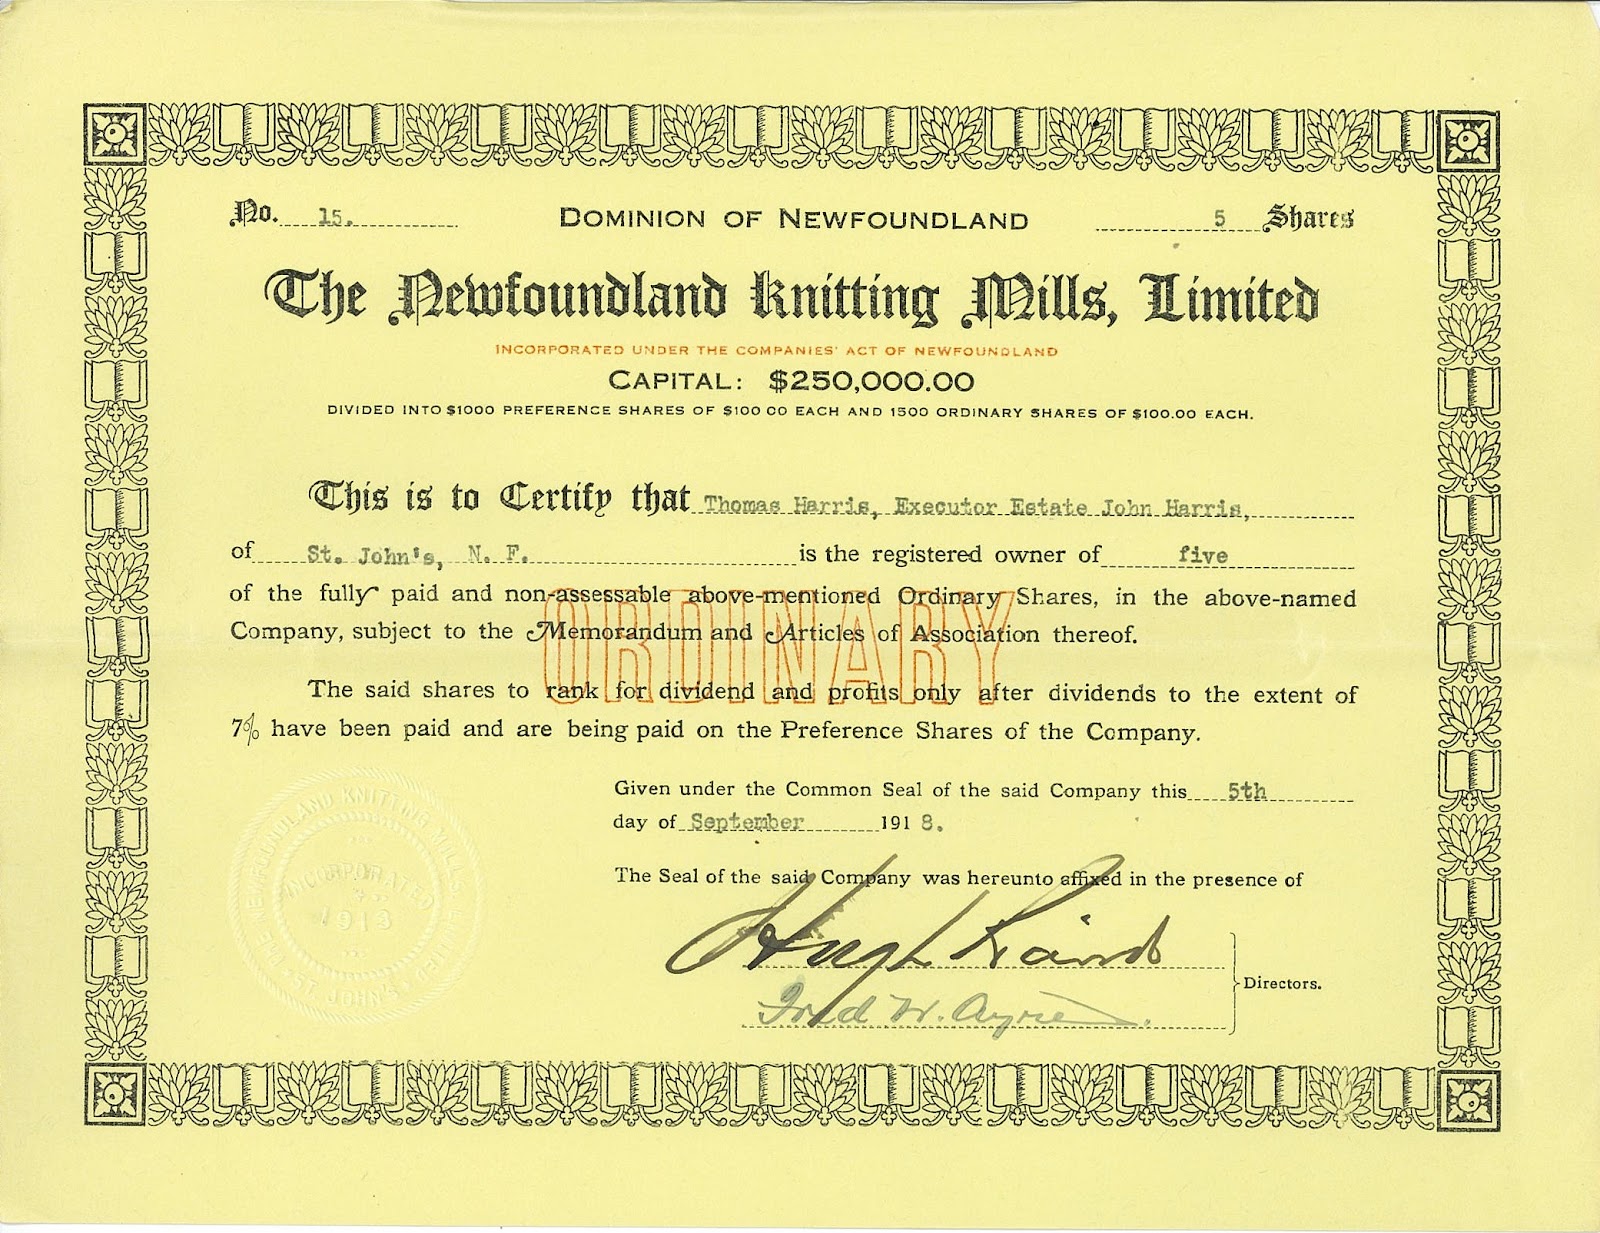 No. 15. DOMINION OF NEWFOUNDLAND 5 Shares
The Newfoundland Knitting Mills, Limited
INCORPORATED UNDER THE COMPANIES' ACT OF NEWFOUNDLAND
CAPITAL: $250,000.00
DIVIDED INTO $1000 PREFERENCE SHARES OF $100 00 EACH AND 1500 ORDINARY SHARES OF $100.00 EACH.
This is to Certify that Thomas Harris, Executor Estate John Harris,
of St. John's, N. F. is the registered owner of five
of the fully paid and non-assessable above-mentioned Ordinary Shares, in the above-named
Company, subject to the Memorandum and Articles of Association thereof.
ORDINARY
The said shares to rank for dividend and profits only after dividends to the extent of
7% have been paid and are being paid on the Preference Shares of the Company.
Given under the Common Seal of the said Company this 5th
day of September 1918.
The Seal of the said Company was hereunto affixed in the presence of
Hugh Baird
Fred W. Ayre
Directors.
THE NEWFOUNDLAND KNITTING MILLS LIMITED
ST JOHN'S
INCORPORATED
1913